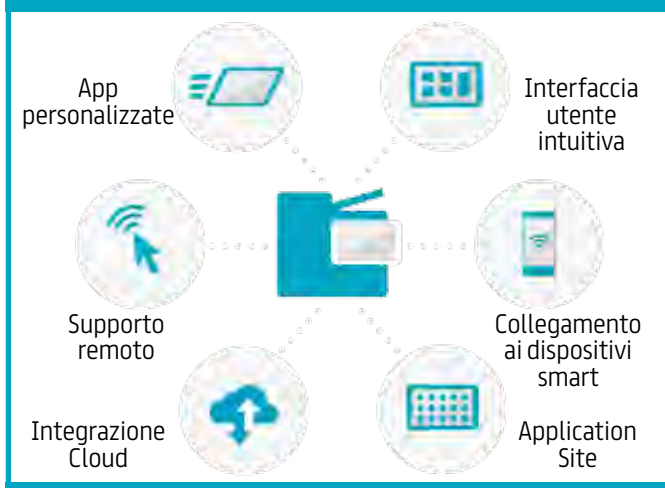 App
personalizzate
Interfaccia
utente
intuitiva
Supporto
remoto
Collegamento
ai dispositivi
smart
Integrazione
Cloud
Application
Site